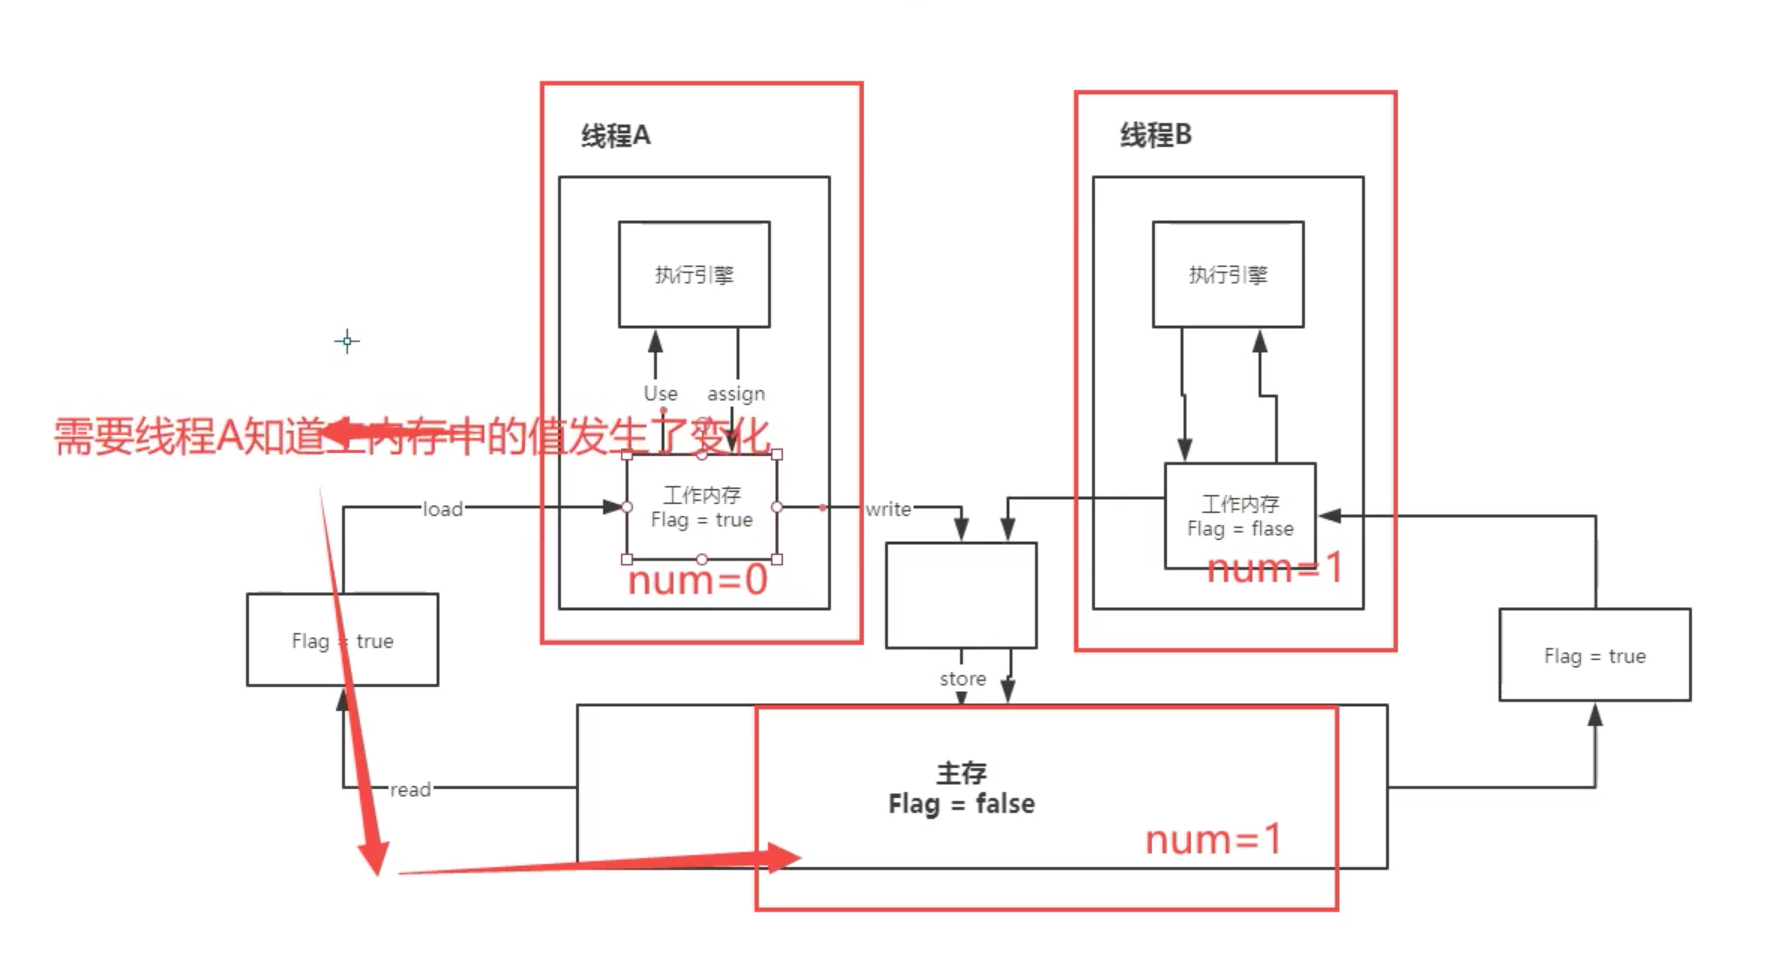 线程A
线程B
执行引擎
执行引擎
Use
assign
需要线程A知道主内存中的值发生了变化
工作内存
Flag = true
工作内存
Flag = flase
load
write
num=0
num=1
Flag = true
Flag = true
store
read
主存
Flag = false
num=1